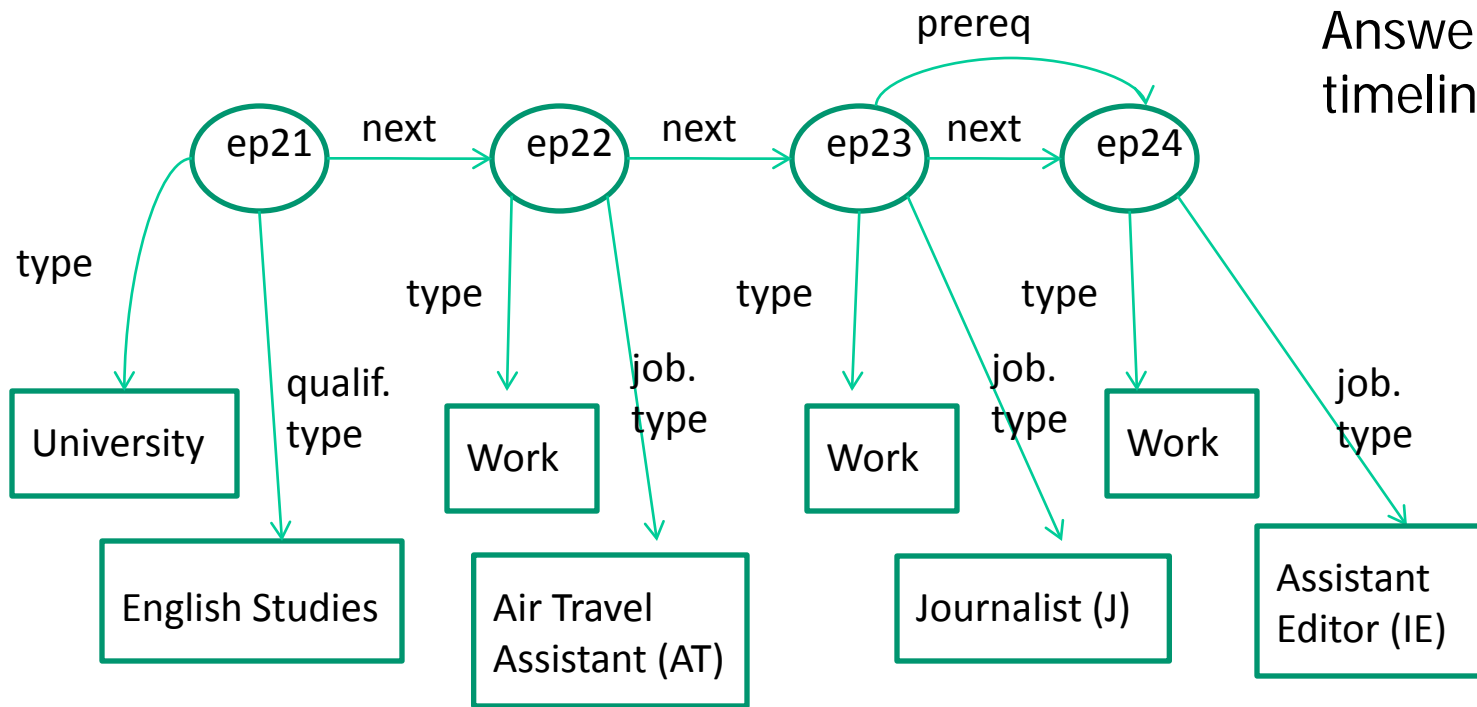 prereq
Answe
timelin
ep21
next
ep22
next
ep23
next
ep24
type
type
type
type
qualif.
type
job.
type
job.
type
job.
type
University
Work
Work
Work
English Studies
Air Travel
Assistant (AT)
Journalist (J)
Assistant
Editor (IE)